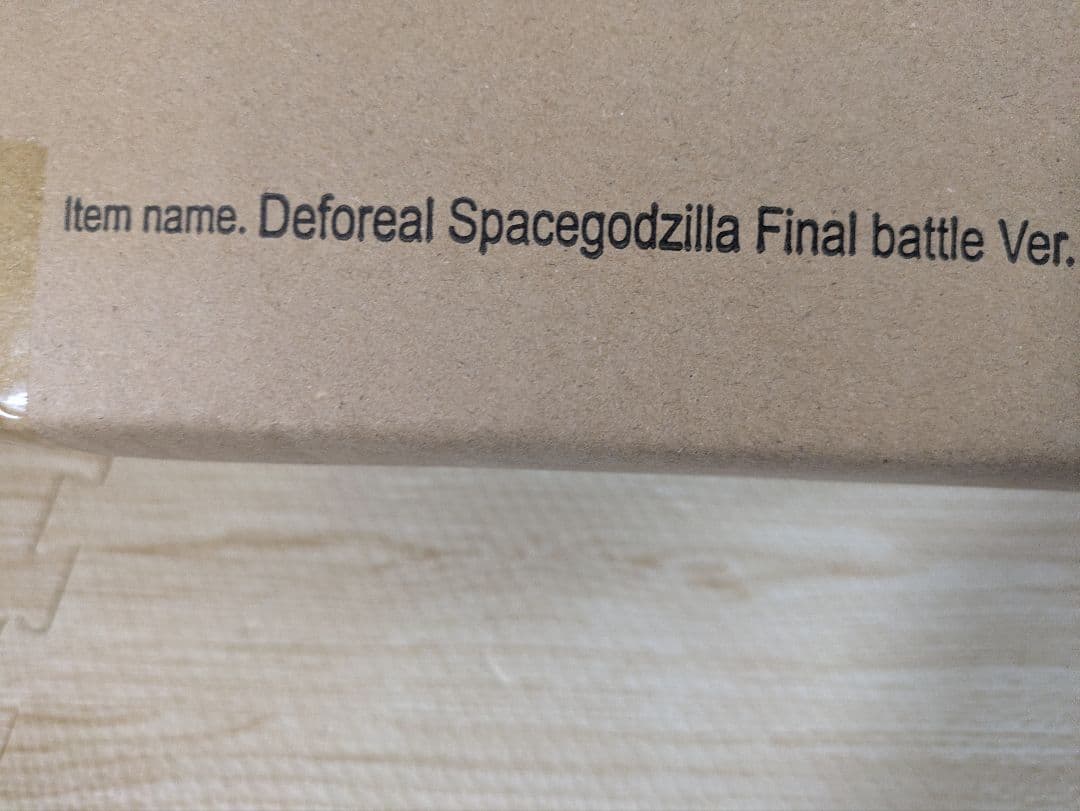 Item name. Deforeal Spacegodzilla Final battle Ver.